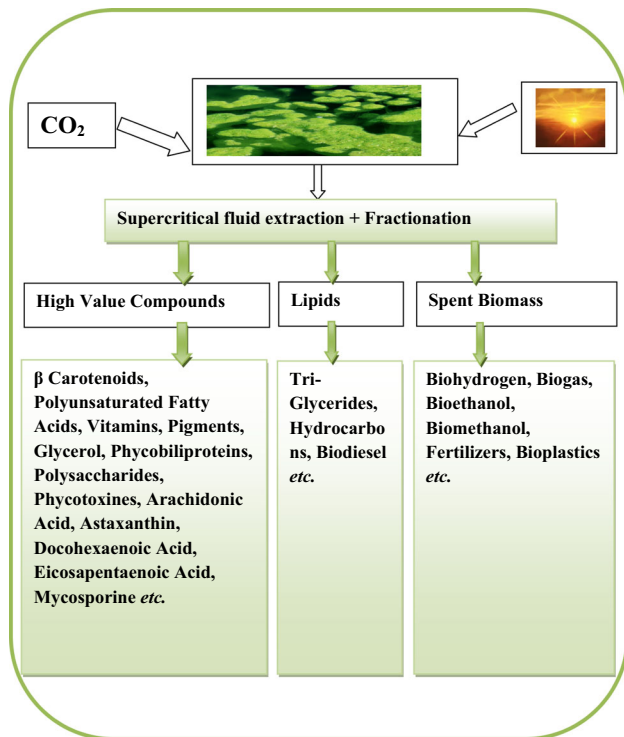 CO₂
Supercritical fluid extraction + Fractionation
High Value Compounds
Lipids
Spent Biomass
β Carotenoids,
Polyunsaturated Fatty
Acids, Vitamins, Pigments,
Glycerol, Phycobiliproteins,
Polysaccharides,
Phycotoxines, Arachidonic
Acid, Astaxanthin,
Docohexaenoic Acid,
Eicosapentaenoic Acid,
Mycosporine etc.
Tri-
Glycerides,
Hydrocarbo
ns, Biodiesel
etc.
Biohydrogen, Biogas,
Bioethanol,
Biomethanol,
Fertilizers, Bioplastics
etc.